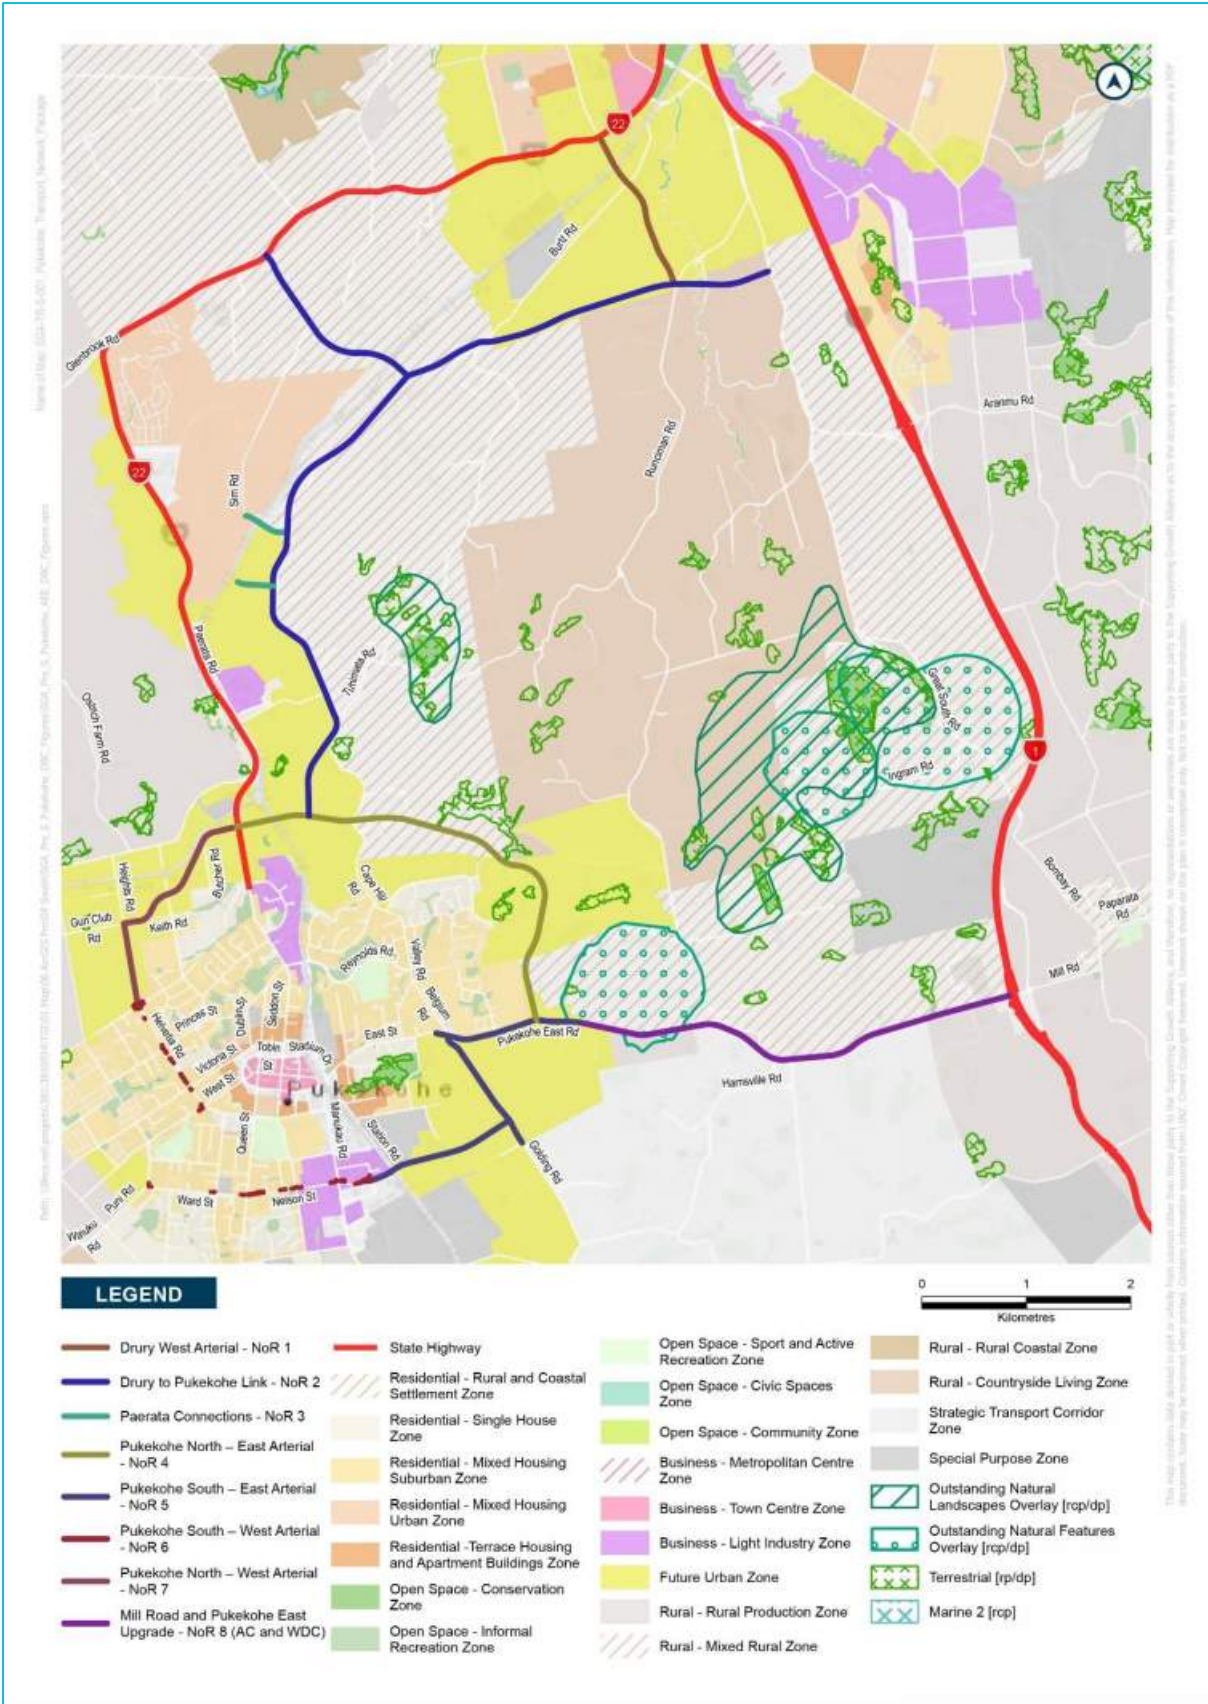 22
Burtt Rd
Glenbrook Rd
Runciman Rd
Ararimu Rd
22
Sim Rd
Paerata Rd
Tuhimata Rd
Ostrich Farm Rd
Great South Rd
Ingram Rd
1
Heights Rd
Butcher Rd
Cape Hill
Rd
Bombay Rd
Paparata
Rd
Gun Club
Rd
Keith Rd
Reynolds Rd
Valley Rd
Belgium
Rd
Mill Rd
Princes St
Dublin St
Seddon St
Helvetia Rd
Victoria St
Tobin
St
Stadium Dr
East St
Pukekohe East Rd
West St
Pukekohe
Harrisville Rd
Queen St
Manukau Rd
Station Rd
Golding Rd
Puni Rd
Ward St
Nelson St
Waiuku
Rd
LEGEND
0 1 2
Kilometres
Drury West Arterial - NoR 1
Drury to Pukekohe Link - NoR 2
Paerata Connections - NoR 3
Pukekohe North – East Arterial
- NoR 4
Pukekohe South – East Arterial
- NoR 5
Pukekohe South – West Arterial
- NoR 6
Pukekohe North – West Arterial
- NoR 7
Mill Road and Pukekohe East
Upgrade - NoR 8 (AC and WDC)
State Highway
Residential - Rural and Coastal
Settlement Zone
Residential - Single House
Zone
Residential - Mixed Housing
Suburban Zone
Residential - Mixed Housing
Urban Zone
Residential -Terrace Housing
and Apartment Buildings Zone
Open Space - Conservation
Zone
Open Space - Informal
Recreation Zone
Open Space - Sport and Active
Recreation Zone
Open Space - Civic Spaces
Zone
Open Space - Community Zone
Business - Metropolitan Centre
Zone
Business - Town Centre Zone
Business - Light Industry Zone
Future Urban Zone
Rural - Rural Production Zone
Rural - Mixed Rural Zone
Rural - Rural Coastal Zone
Rural - Countryside Living Zone
Strategic Transport Corridor
Zone
Special Purpose Zone
Outstanding Natural
Landscapes Overlay [rcp/dp]
Outstanding Natural Features
Overlay [rcp/dp]
Terrestrial [rp/dp]
Marine 2 [rcp]